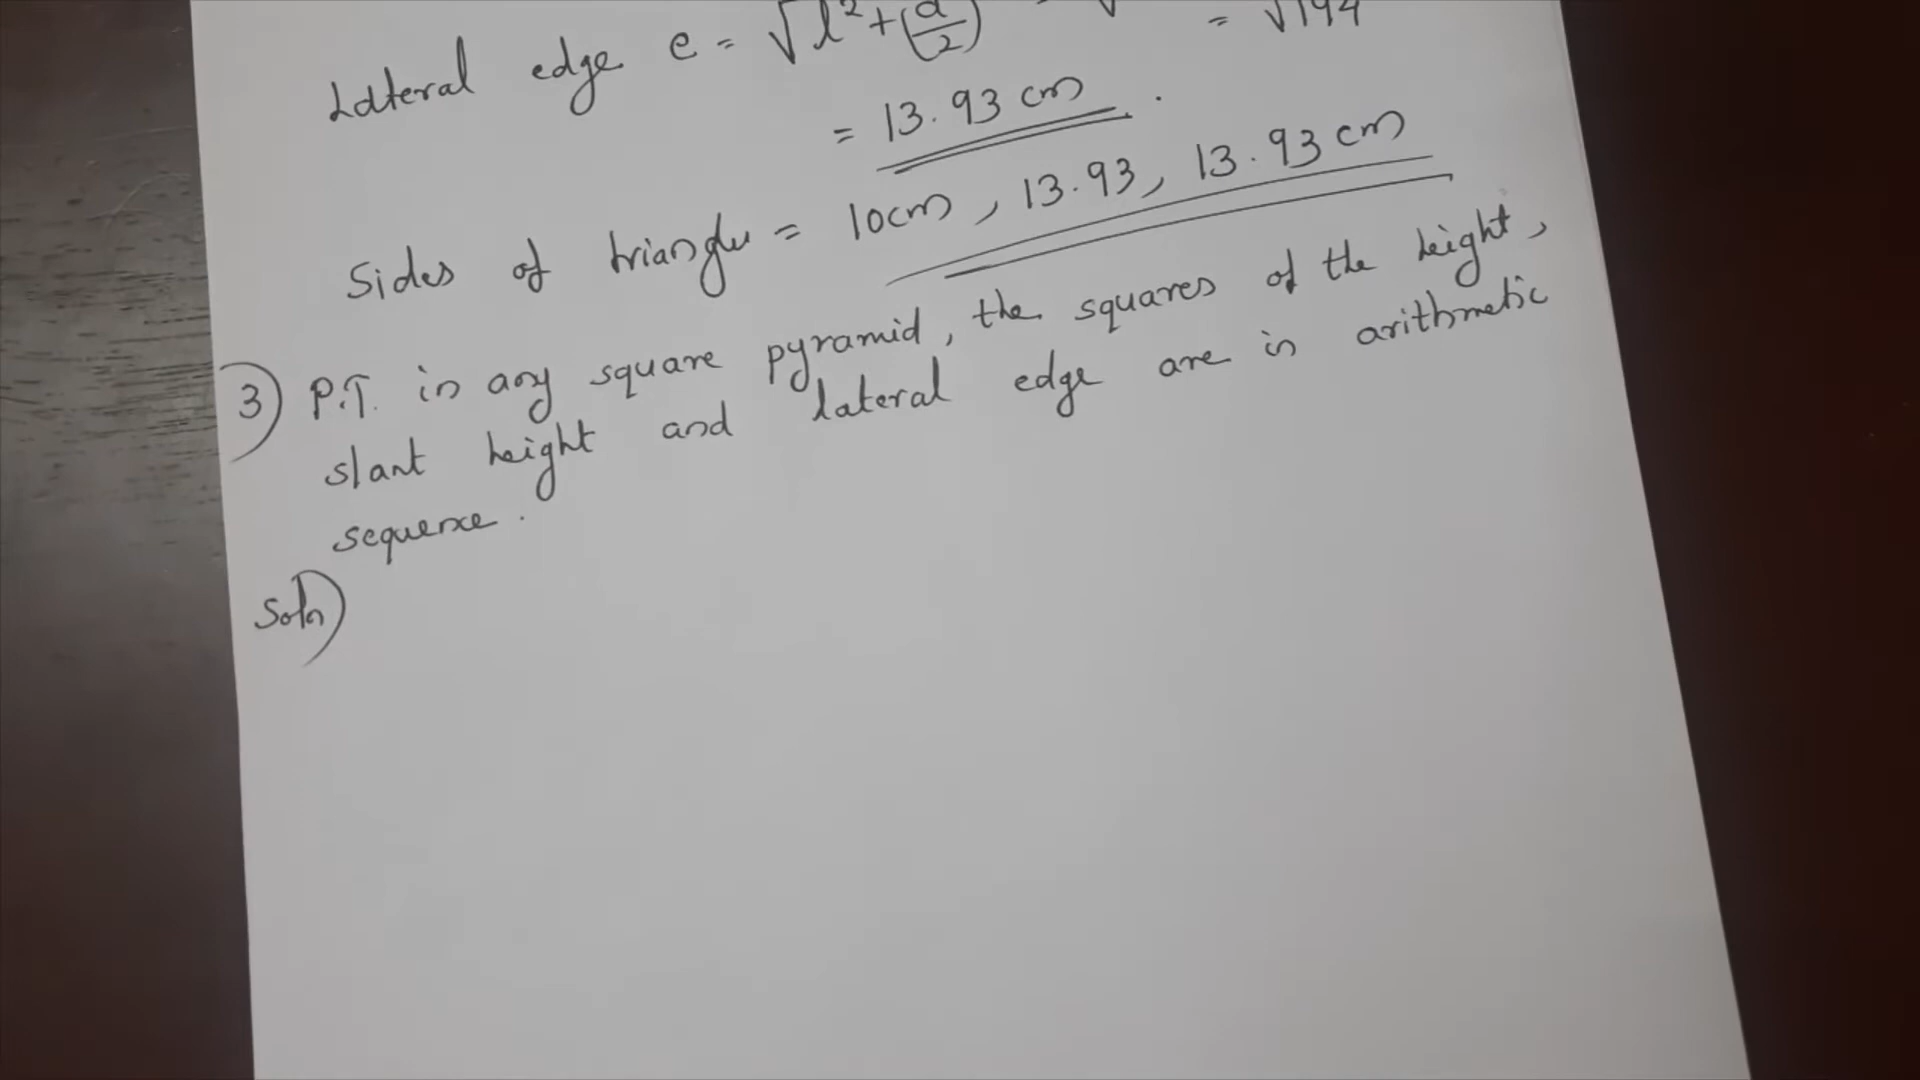 Lateral edge e = √l² + (a/2) = √194
= 13.93 cm.
Sides of triangle = 10cm, 13.93, 13.93 cm
3) P.T. in any square pyramid, the squares of the height,
slant height and lateral edge are in arithmetic
sequence.
Soln)